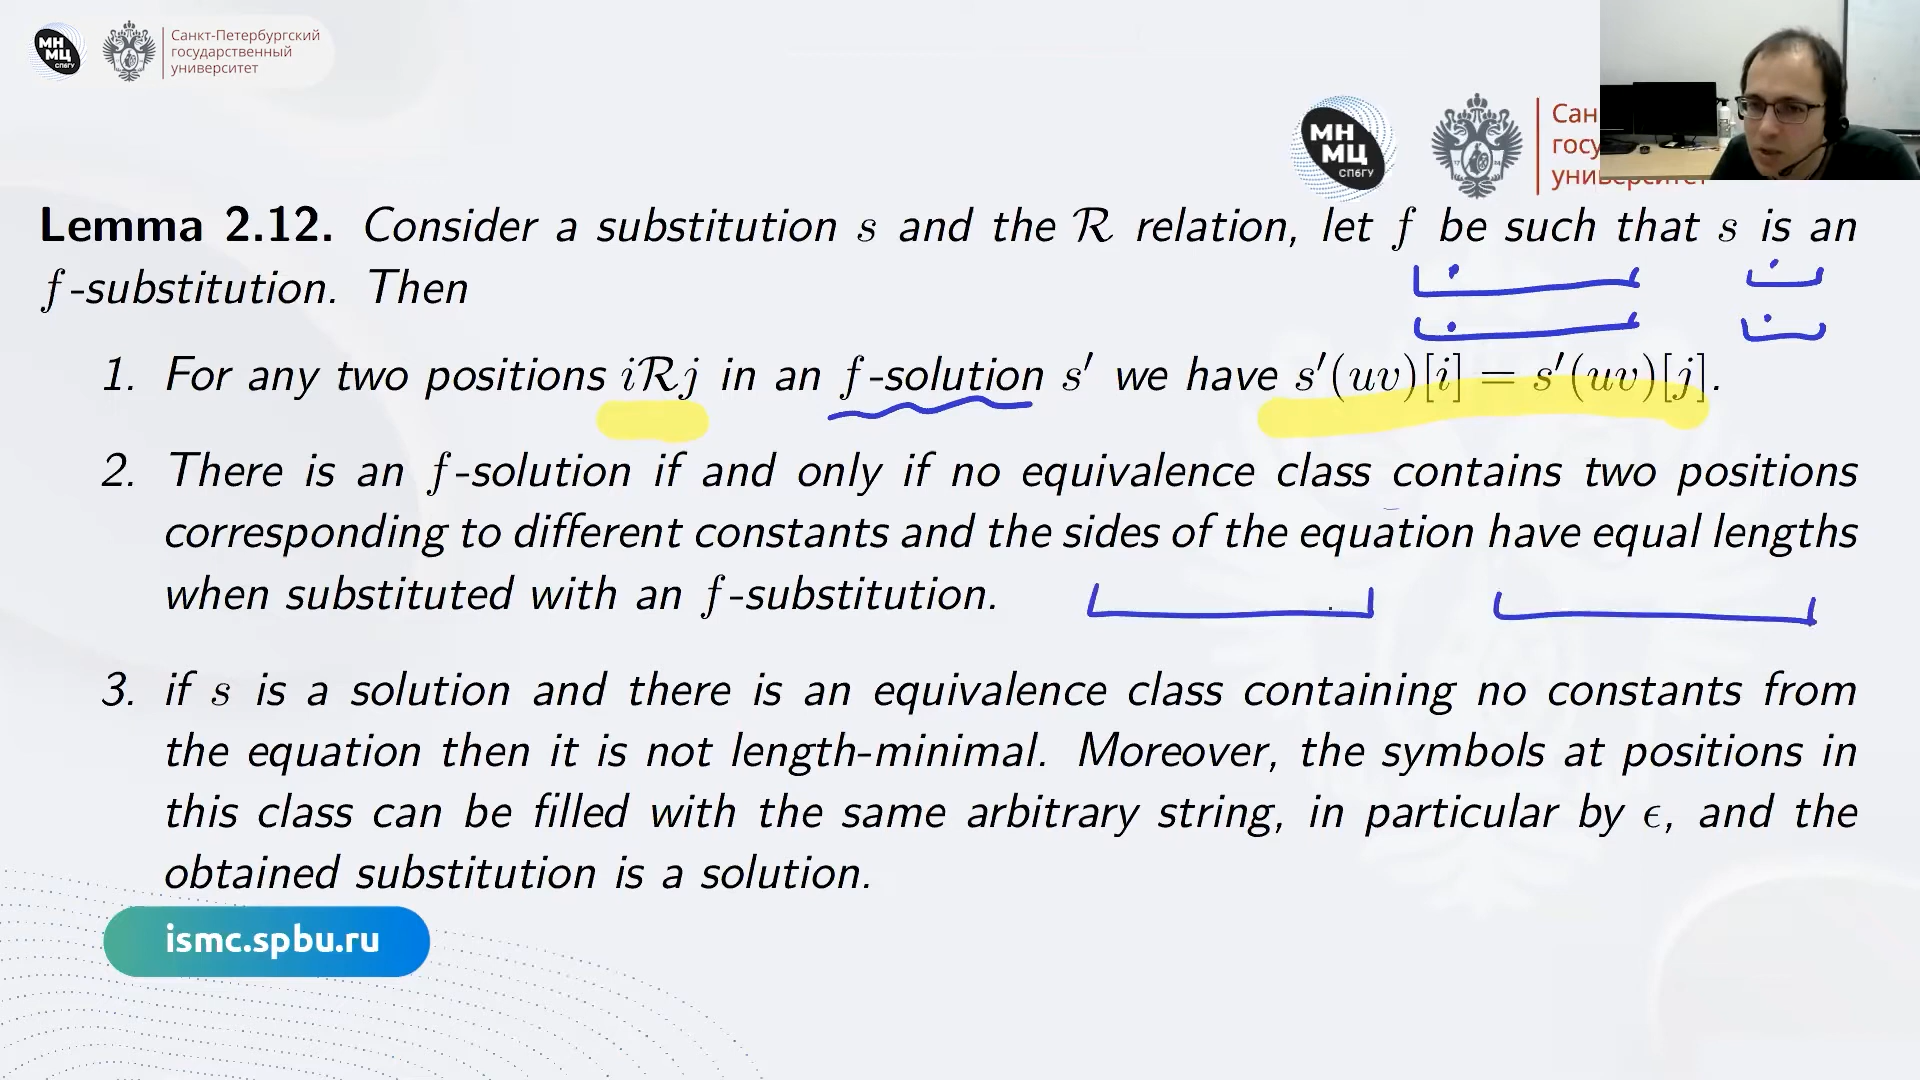 МН
МЦ
СПбГУ
Санкт-Петербургский
государственный
университет
МН
МЦ
СПбГУ
Сан
госу
университет
Lemma 2.12. Consider a substitution s and the ℛ relation, let f be such that s is an
f-substitution. Then
1. For any two positions iℛj in an f-solution s′ we have s′(uv)[i] = s′(uv)[j].
2. There is an f-solution if and only if no equivalence class contains two positions
corresponding to different constants and the sides of the equation have equal lengths
when substituted with an f-substitution.
3. if s is a solution and there is an equivalence class containing no constants from
the equation then it is not length-minimal. Moreover, the symbols at positions in
this class can be filled with the same arbitrary string, in particular by ϵ, and the
obtained substitution is a solution.
ismc.spbu.ru